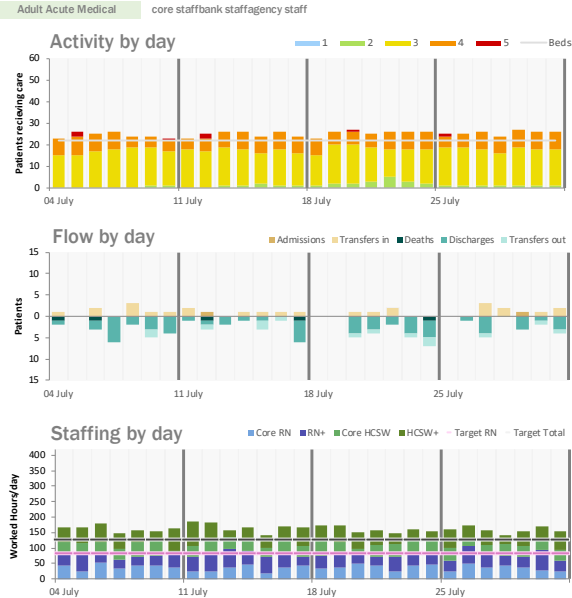 Adult Acute Medical core staffbank staffagency staff
Activity by day
1 2 3 4 5 Beds
Patients recieving care
60
50
40
30
20
10
0
04 July 11 July 18 July 25 July
Flow by day
Admissions Transfers in Deaths Discharges Transfers out
Patients
15
10
5
0
5
10
15
04 July 11 July 18 July 25 July
Staffing by day
Core RN RN+ Core HCSW HCSW+ Target RN Target Total
Worked Hours/day
400
350
300
250
200
150
100
50
0
04 July 11 July 18 July 25 July